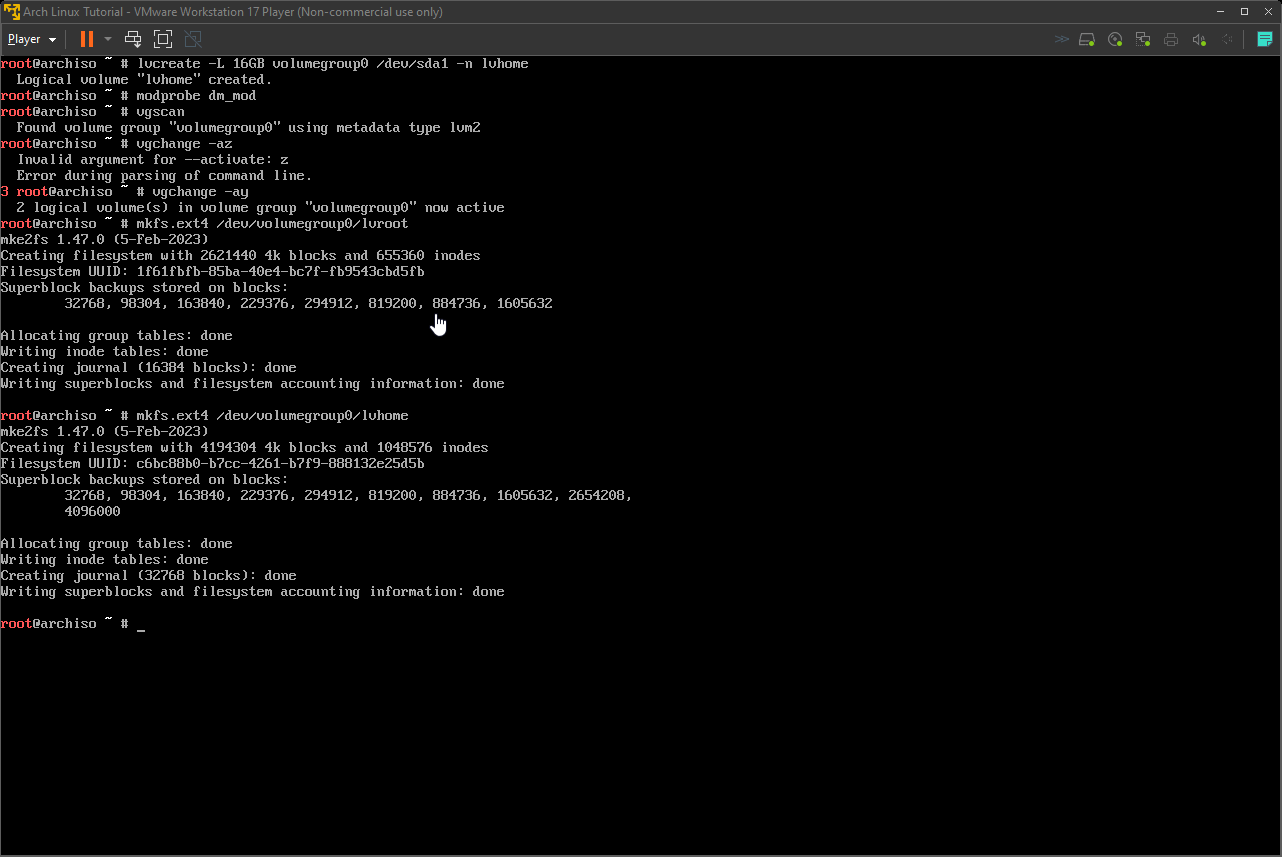 Arch Linux Tutorial - VMware Workstation 17 Player (Non-commercial use only)
Player
root@archiso ~ # lvcreate -L 16GB volumegroup0 /dev/sda1 -n lvhome
  Logical volume "lvhome" created.
root@archiso ~ # modprobe dm_mod
root@archiso ~ # vgscan
  Found volume group "volumegroup0" using metadata type lvm2
root@archiso ~ # vgchange -az
  Invalid argument for --activate: z
  Error during parsing of command line.
3 root@archiso ~ # vgchange -ay
  2 logical volume(s) in volume group "volumegroup0" now active
root@archiso ~ # mkfs.ext4 /dev/volumegroup0/lvroot
mke2fs 1.47.0 (5-Feb-2023)
Creating filesystem with 2621440 4k blocks and 655360 inodes
Filesystem UUID: 1f61fbfb-85ba-40e4-bc7f-fb9543cbd5fb
Superblock backups stored on blocks:
        32768, 98304, 163840, 229376, 294912, 819200, 884736, 1605632

Allocating group tables: done
Writing inode tables: done
Creating journal (16384 blocks): done
Writing superblocks and filesystem accounting information: done

root@archiso ~ # mkfs.ext4 /dev/volumegroup0/lvhome
mke2fs 1.47.0 (5-Feb-2023)
Creating filesystem with 4194304 4k blocks and 1048576 inodes
Filesystem UUID: c6bc88b0-b7cc-4261-b7f9-888132e25d5b
Superblock backups stored on blocks:
        32768, 98304, 163840, 229376, 294912, 819200, 884736, 1605632, 2654208,
        4096000

Allocating group tables: done
Writing inode tables: done
Creating journal (32768 blocks): done
Writing superblocks and filesystem accounting information: done

root@archiso ~ # _